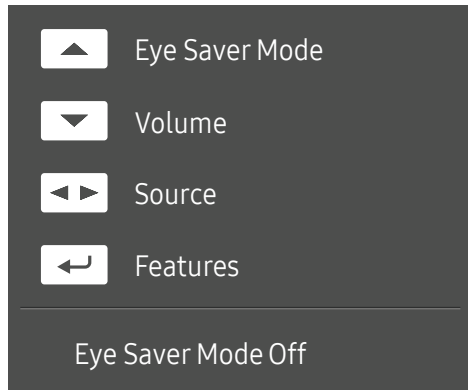 Eye Saver Mode
Volume
Source
Features
Eye Saver Mode Off